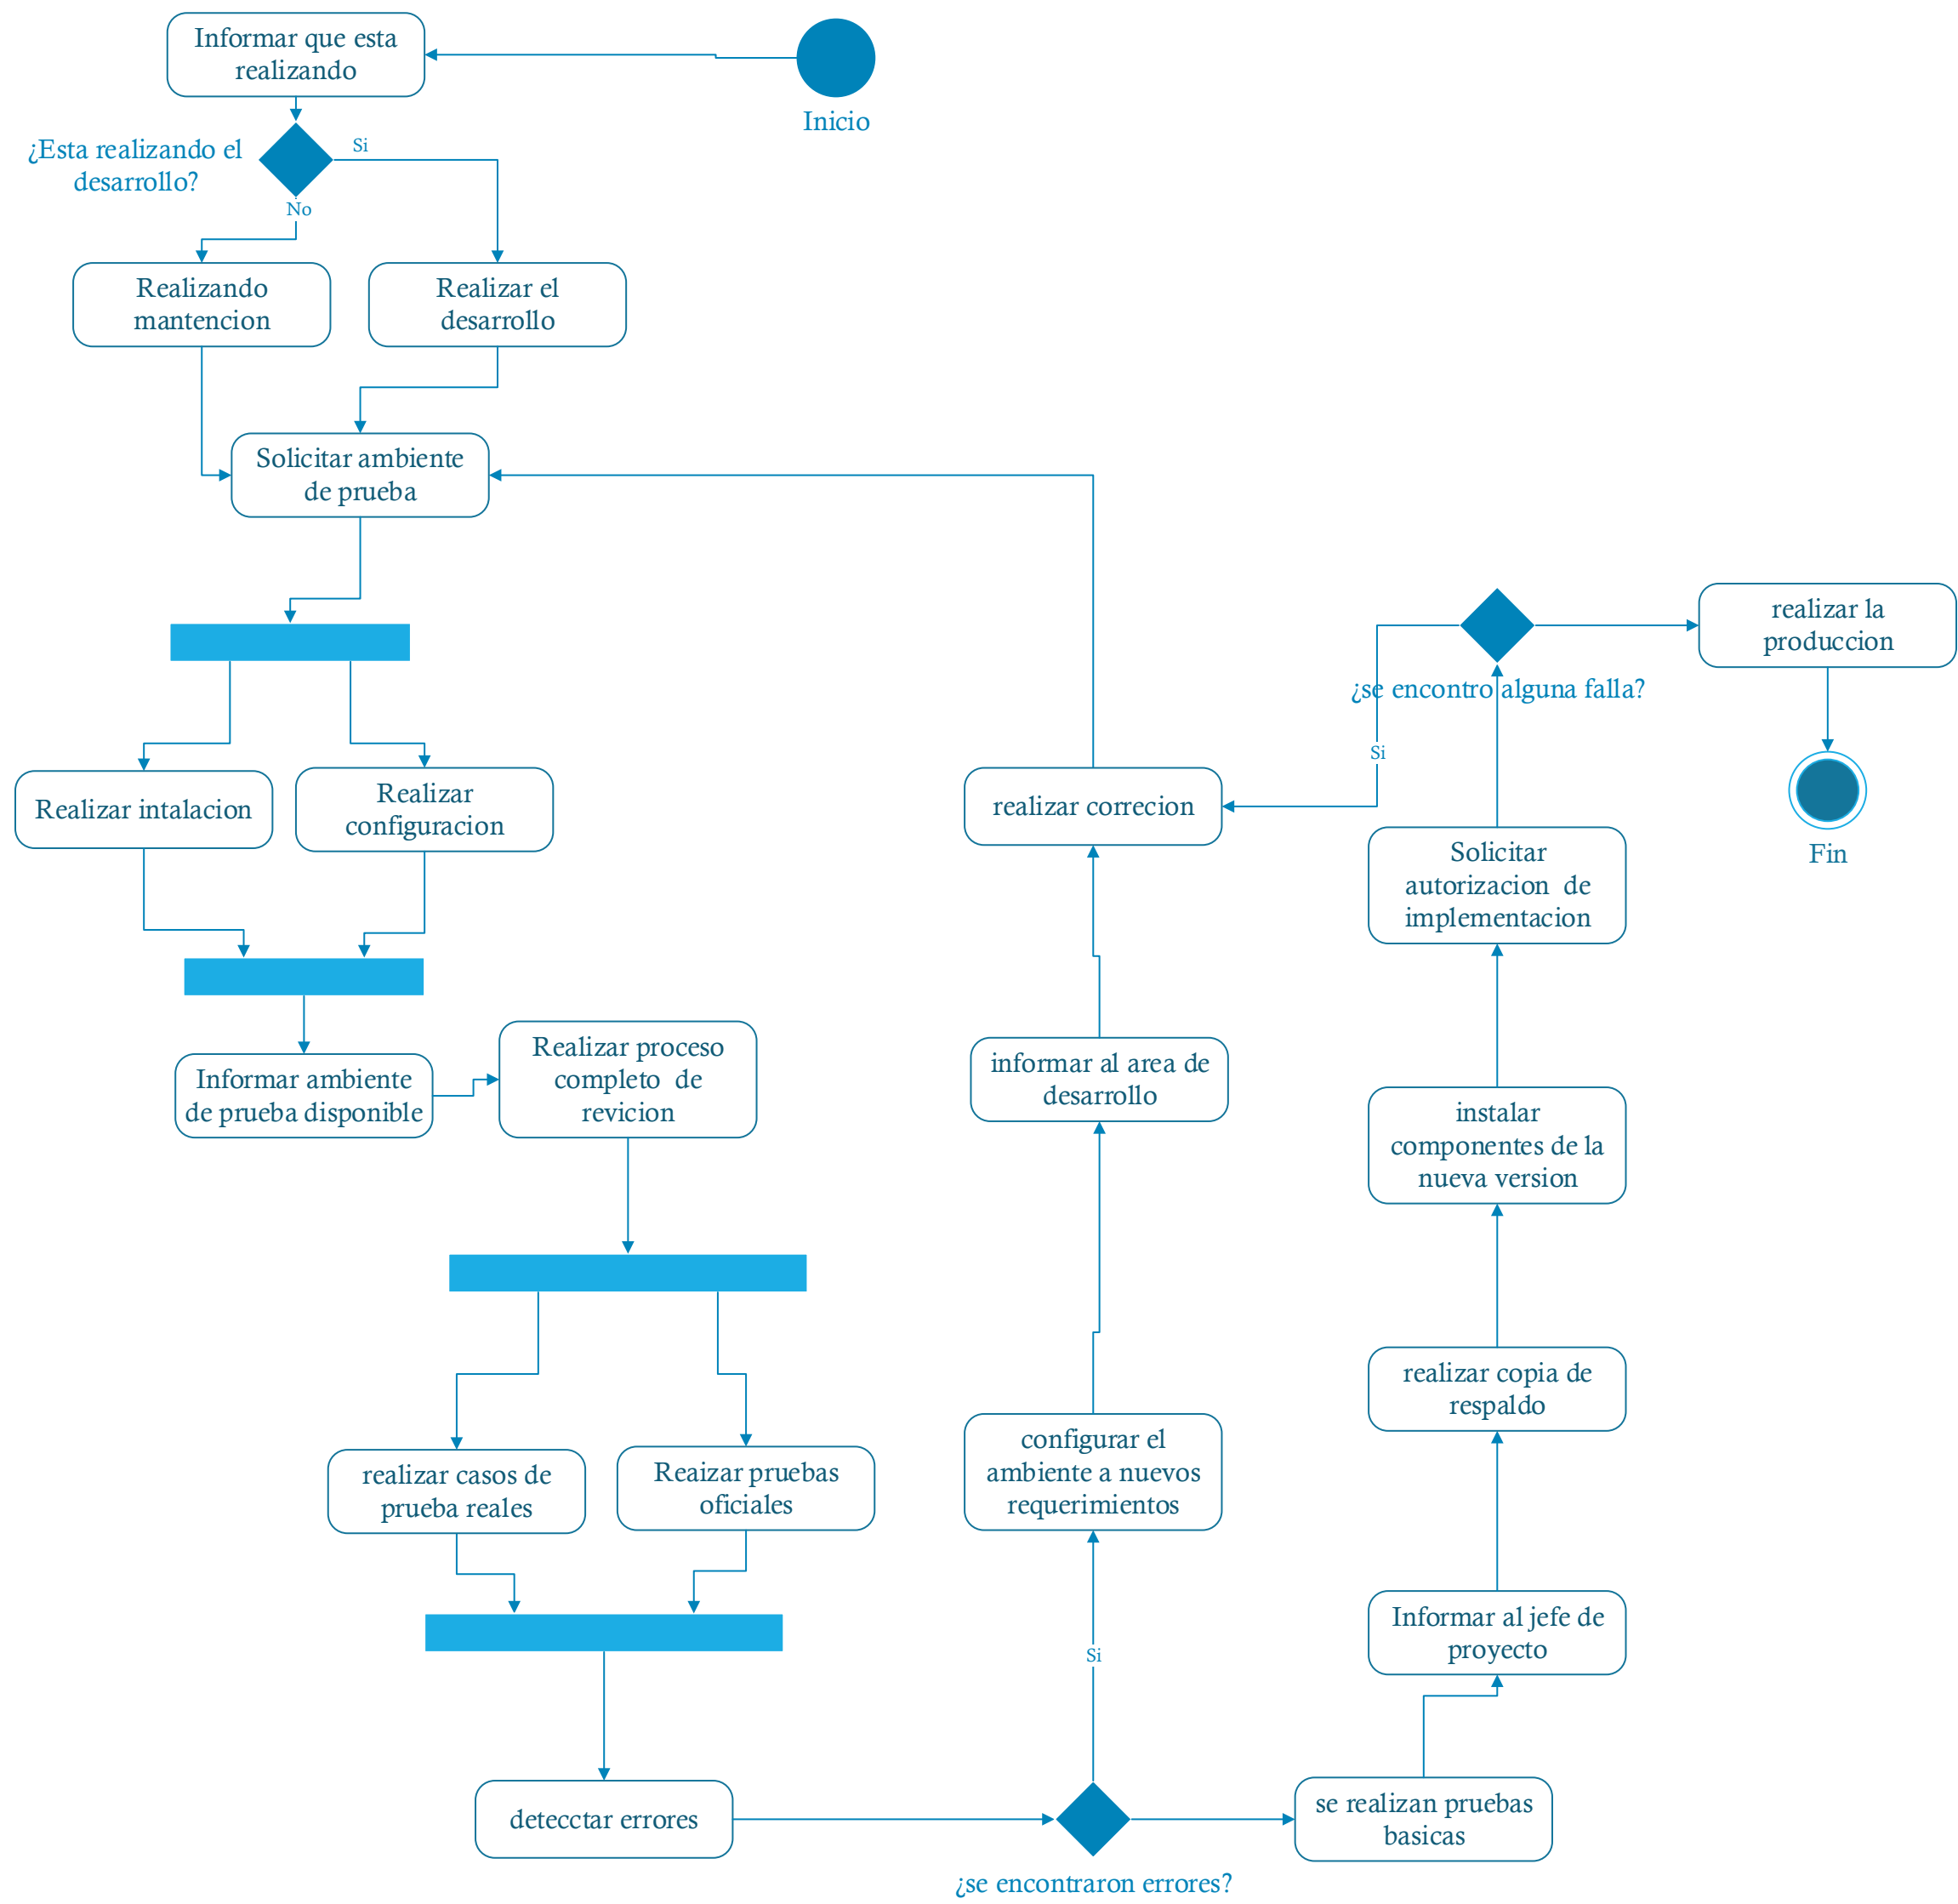 Informar que esta
realizando
Inicio
¿Esta realizando el
desarrollo?
Si
No
Realizando
mantencion
Realizar el
desarrollo
Solicitar ambiente
de prueba
realizar la
produccion
¿se encontro alguna falla?
Si
Realizar intalacion
Realizar
configuracion
realizar correcion
Fin
Solicitar
autorizacion de
implementacion
Informar ambiente
de prueba disponible
Realizar proceso
completo de
revicion
informar al area de
desarrollo
instalar
componentes de la
nueva version
realizar copia de
respaldo
realizar casos de
prueba reales
Reaizar pruebas
oficiales
configurar el
ambiente a nuevos
requerimientos
Informar al jefe de
proyecto
Si
detecctar errores
se realizan pruebas
basicas
¿se encontraron errores?